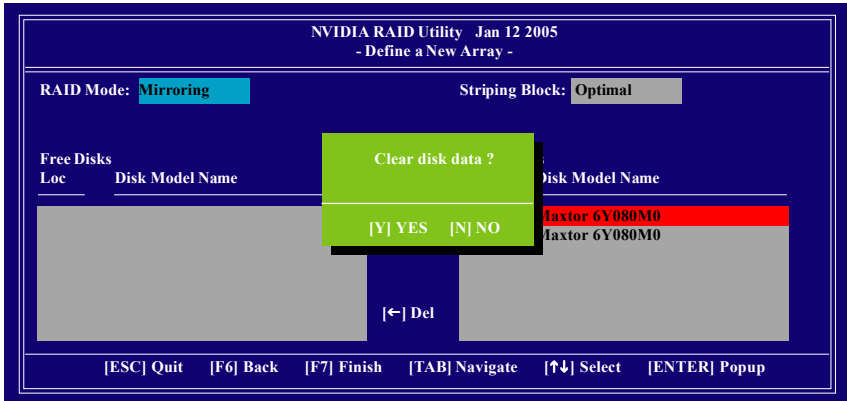 NVIDIA RAID Utility Jan 12 2005
- Define a New Array -
RAID Mode: Mirroring
Striping Block: Optimal
Free Disks
Loc Disk Model Name
Disk Model Name
Clear disk data ?
[Y] YES [N] NO
Maxtor 6Y080M0
Maxtor 6Y080M0
[←] Del
[ESC] Quit [F6] Back [F7] Finish [TAB] Navigate [↑↓] Select [ENTER] Popup